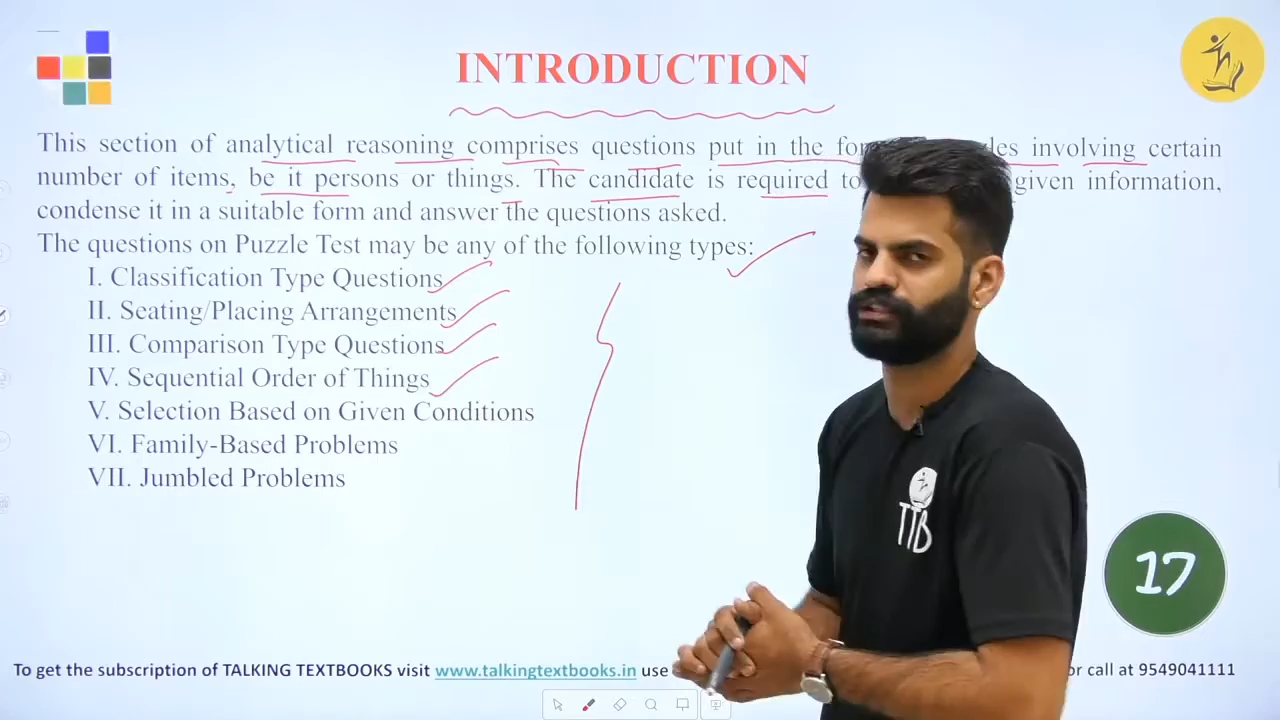 INTRODUCTION
This section of analytical reasoning comprises questions put in the involving certain
number of items, be it persons or things. The candidate is required to given information,
condense it in a suitable form and answer the questions asked.
The questions on Puzzle Test may be any of the following types:
I. Classification Type Questions
II. Seating/Placing Arrangements
III. Comparison Type Questions
IV. Sequential Order of Things
V. Selection Based on Given Conditions
VI. Family-Based Problems
VII. Jumbled Problems
TTB
17
To get the subscription of TALKING TEXTBOOKS visit www.talkingtextbooks.in use or call at 9549041111